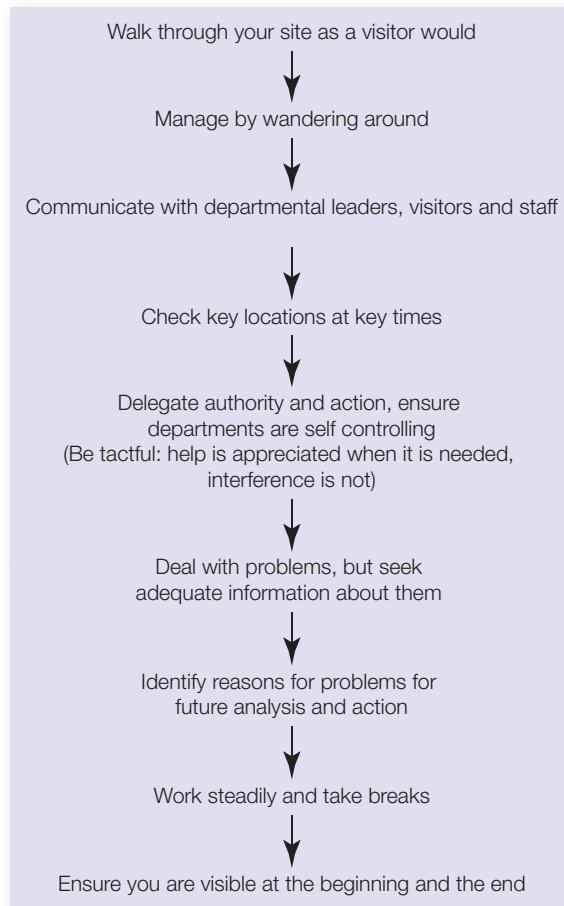 Walk through your site as a visitor would
Manage by wandering around
Communicate with departmental leaders, visitors and staff
Check key locations at key times
Delegate authority and action, ensure
departments are self controlling
(Be tactful: help is appreciated when it is needed,
interference is not)
Deal with problems, but seek
adequate information about them
Identify reasons for problems for
future analysis and action
Work steadily and take breaks
Ensure you are visible at the beginning and the end